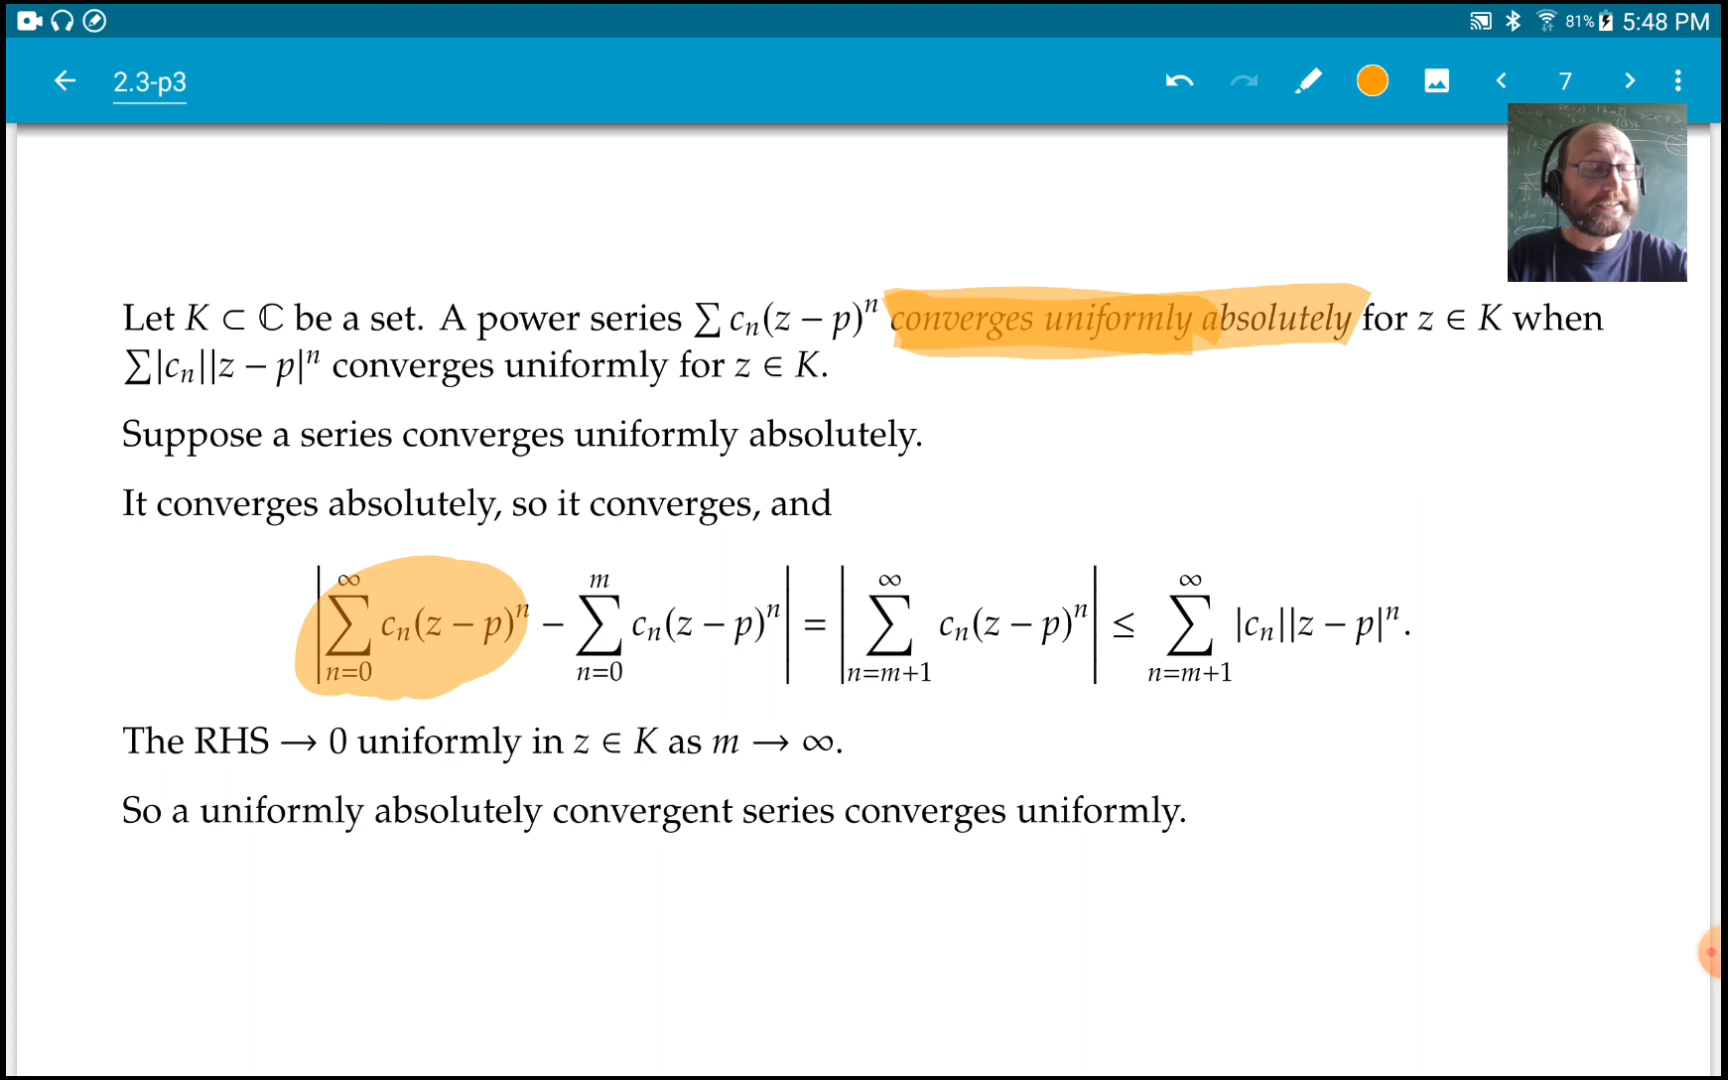 81% 5:48 PM
2.3-p3
7
Let K ⊂ ℂ be a set. A power series ∑ cₙ(z − p)ⁿ converges uniformly absolutely for z ∈ K when
∑|cₙ||z − p|ⁿ converges uniformly for z ∈ K.
Suppose a series converges uniformly absolutely.
It converges absolutely, so it converges, and
|∑_{n=0}^{∞} cₙ(z − p)ⁿ − ∑_{n=0}^{m} cₙ(z − p)ⁿ| = |∑_{n=m+1}^{∞} cₙ(z − p)ⁿ| ≤ ∑_{n=m+1}^{∞} |cₙ||z − p|ⁿ.
The RHS → 0 uniformly in z ∈ K as m → ∞.
So a uniformly absolutely convergent series converges uniformly.